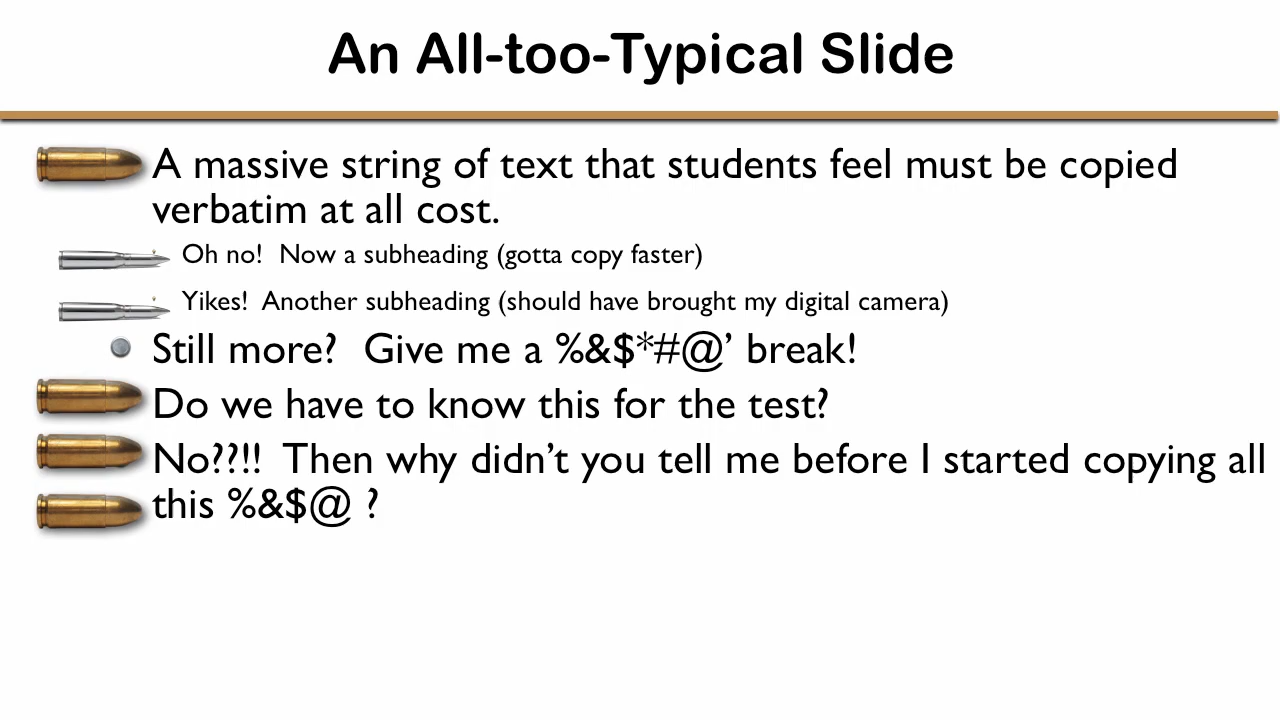 An All-too-Typical Slide
A massive string of text that students feel must be copied
verbatim at all cost.
Oh no!  Now a subheading (gotta copy faster)
Yikes!  Another subheading (should have brought my digital camera)
Still more?  Give me a %&$*#@’ break!
Do we have to know this for the test?
No??!!  Then why didn’t you tell me before I started copying all
this %&$@ ?